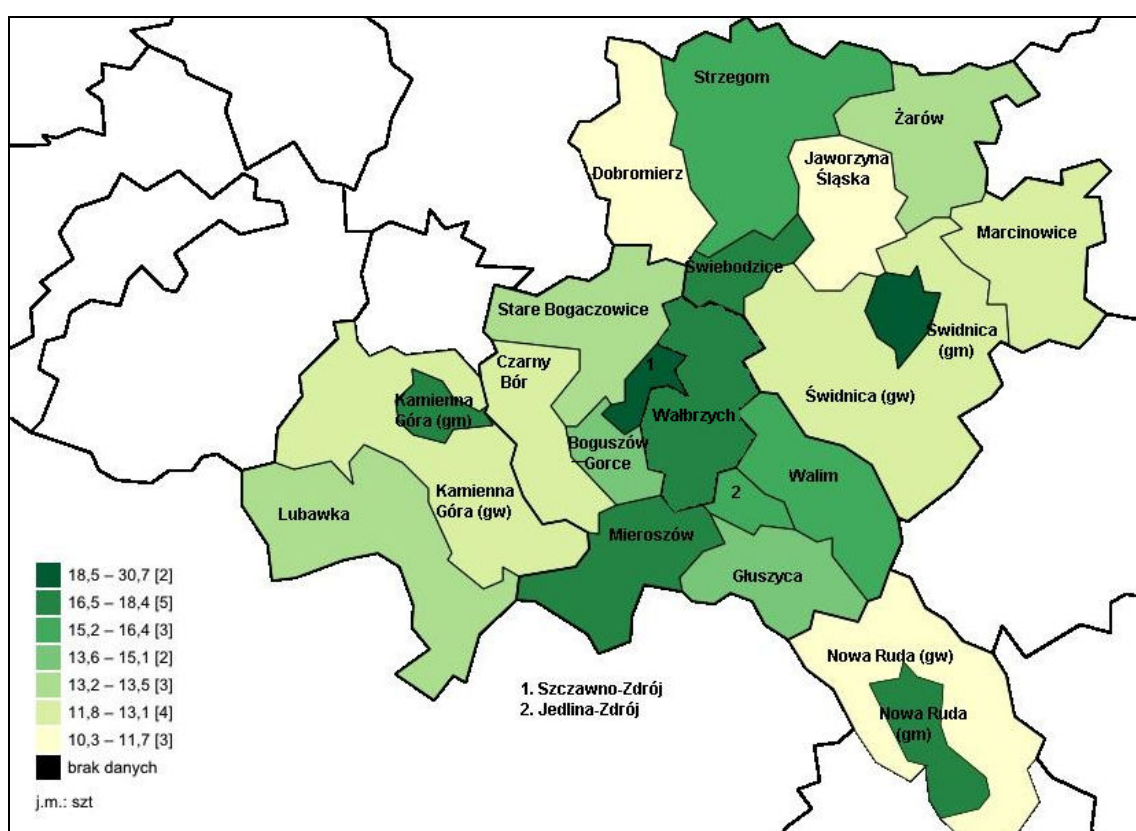 Strzegom
Żarów
Jaworzyna
Śląska
Dobromierz
Marcinowice
Świebodzice
Stare Bogaczowice
Świdnica
(gm)
Czarny
Bór
1
Świdnica (gw)
Kamienna
Góra (gm)
Wałbrzych
Boguszów
–Gorce
Walim
2
Kamienna
Góra (gw)
Lubawka
Mieroszów
Głuszyca
Nowa Ruda (gw)
Nowa Ruda
(gm)
1. Szczawno-Zdrój
2. Jedlina-Zdrój
18,5 – 30,7 [2]
16,5 – 18,4 [5]
15,2 – 16,4 [3]
13,6 – 15,1 [2]
13,2 – 13,5 [3]
11,8 – 13,1 [4]
10,3 – 11,7 [3]
brak danych
j.m.: szt